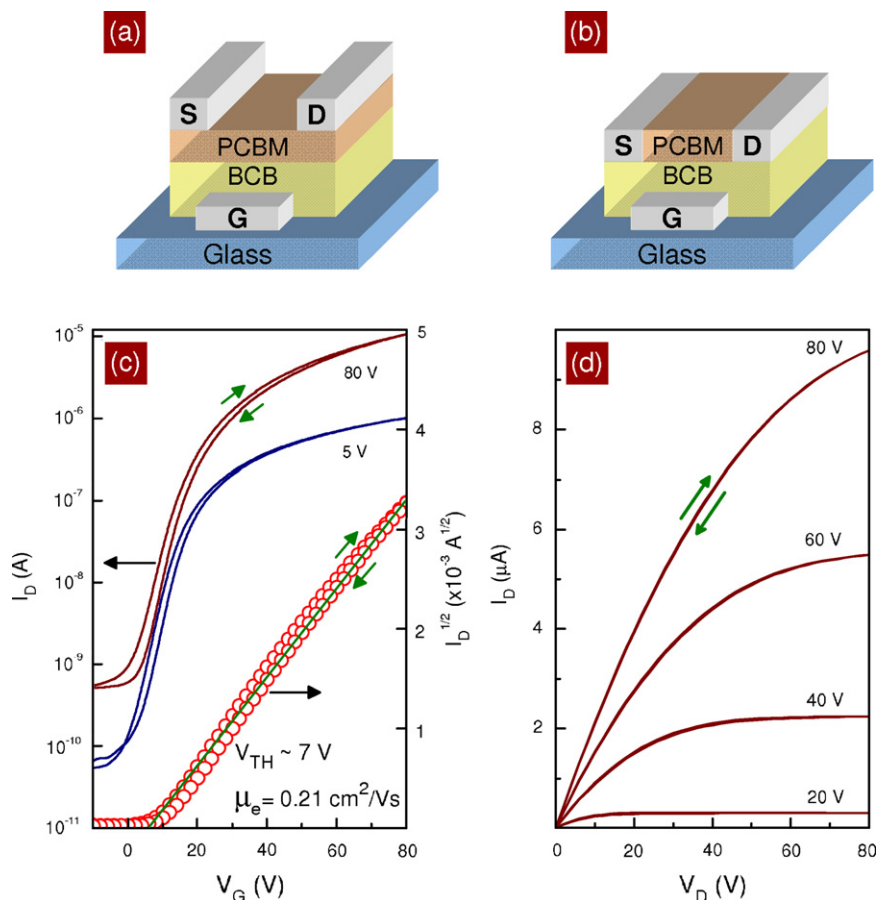 (a)
S
D
PCBM
BCB
G
Glass
(b)
S
PCBM
D
BCB
G
Glass
(c)
10⁻⁵
10⁻⁶
10⁻⁷
10⁻⁸
10⁻⁹
10⁻¹⁰
10⁻¹¹
I_D (A)
80 V
5 V
V_TH ~ 7 V
μ_e = 0.21 cm²/Vs
5
4
3
2
1
I_D^1/2 (x10⁻³ A^1/2)
0 20 40 60 80
V_G (V)
(d)
8
6
4
2
I_D (μA)
80 V
60 V
40 V
20 V
0 20 40 60 80
V_D (V)